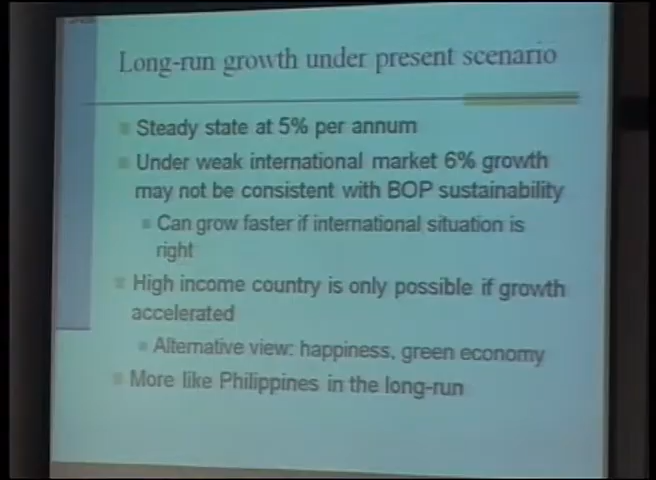 Long-run growth under present scenario
Steady state at 5% per annum
Under weak international market 6% growth
may not be consistent with BOP sustainability
Can grow faster if international situation is
right
High income country is only possible if growth
accelerated
Alternative view: happiness, green economy
More like Philippines in the long-run